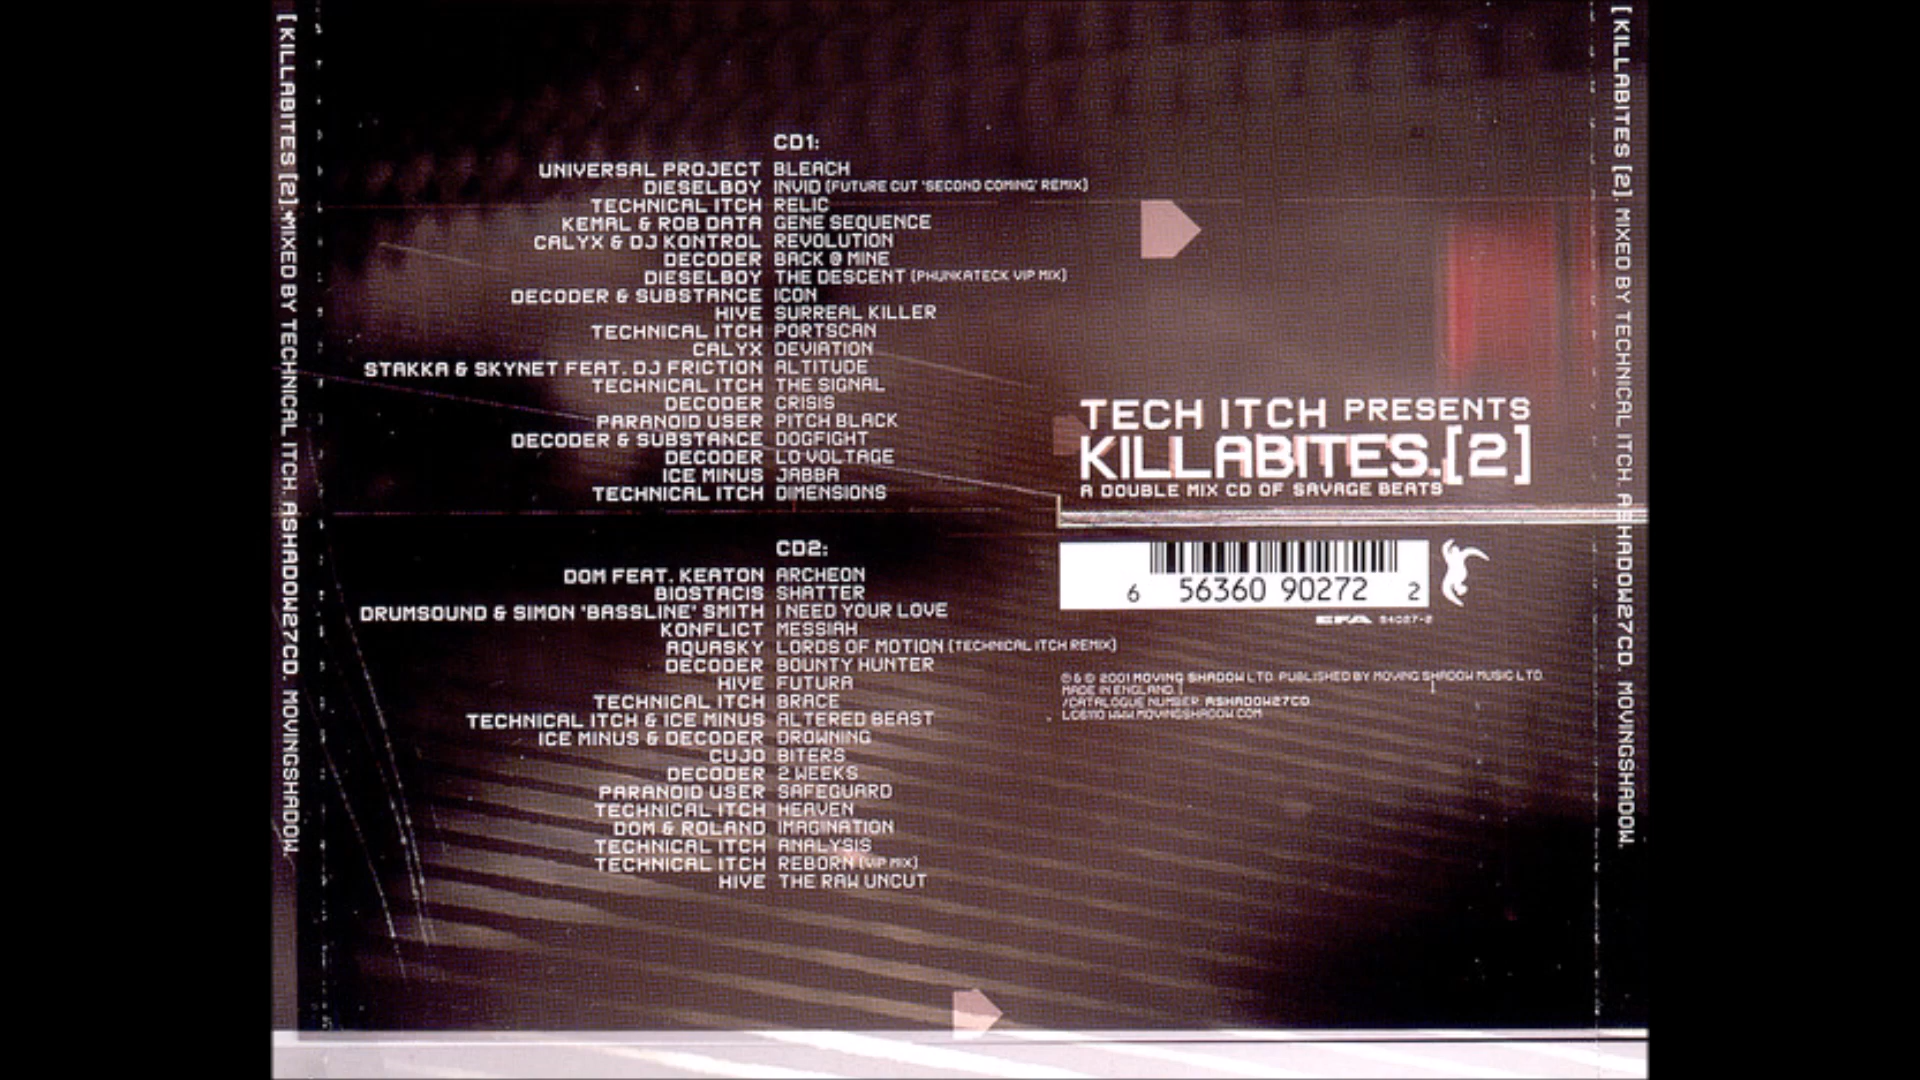 [ KILLABITES [2]. MIXED BY TECHNICAL ITCH. ASHADOW27CD. MOVINGSHADOW.
CD1:
UNIVERSAL PROJECT BLEACH
DIESELBOY INVID (FUTURE CUT 'SECOND COMING' REMIX)
TECHNICAL ITCH RELIC
KEMAL & ROB DATA GENE SEQUENCE
CALYX & DJ KONTROL REVOLUTION
DECODER BACK @ MINE
DIESELBOY THE DESCENT (PHUNKATECK VIP MIX)
DECODER & SUBSTANCE ICON
HIVE SURREAL KILLER
TECHNICAL ITCH PORTSCAN
CALYX DEVIATION
STAKKA & SKYNET FEAT. DJ FRICTION ALTITUDE
TECHNICAL ITCH THE SIGNAL
DECODER CRISIS
PARANOID USER PITCH BLACK
DECODER & SUBSTANCE DOGFIGHT
DECODER LO VOLTAGE
ICE MINUS JABBA
TECHNICAL ITCH DIMENSIONS
CD2:
DOM FEAT. KEATON ARCHEON
BIOSTACIS SHATTER
DRUMSOUND & SIMON 'BASSLINE' SMITH I NEED YOUR LOVE
KONFLICT MESSIAH
AQUASKY LORDS OF MOTION (TECHNICAL ITCH REMIX)
DECODER BOUNTY HUNTER
HIVE FUTURA
TECHNICAL ITCH BRACE
TECHNICAL ITCH & ICE MINUS ALTERED BEAST
ICE MINUS & DECODER DROWNING
CUJO BITERS
DECODER 2 WEEKS
PARANOID USER SAFEGUARD
TECHNICAL ITCH HEAVEN
DOM & ROLAND IMAGINATION
TECHNICAL ITCH ANALYSIS
TECHNICAL ITCH REBORN (VIP MIX)
HIVE THE RAW UNCUT
TECH ITCH PRESENTS
KILLABITES.[2]
A DOUBLE MIX CD OF SAVAGE BEATS
6 56360 90272 2
EFA 54027-2
℗ & © 2001 MOVING SHADOW LTD. PUBLISHED BY MOVING SHADOW MUSIC LTD.
MADE IN ENGLAND.
/CATALOGUE NUMBER: ASHADOW27CD.
LC6110 WWW.MOVINGSHADOW.COM
[ KILLABITES [2]. MIXED BY TECHNICAL ITCH. ASHADOW27CD. MOVINGSHADOW.